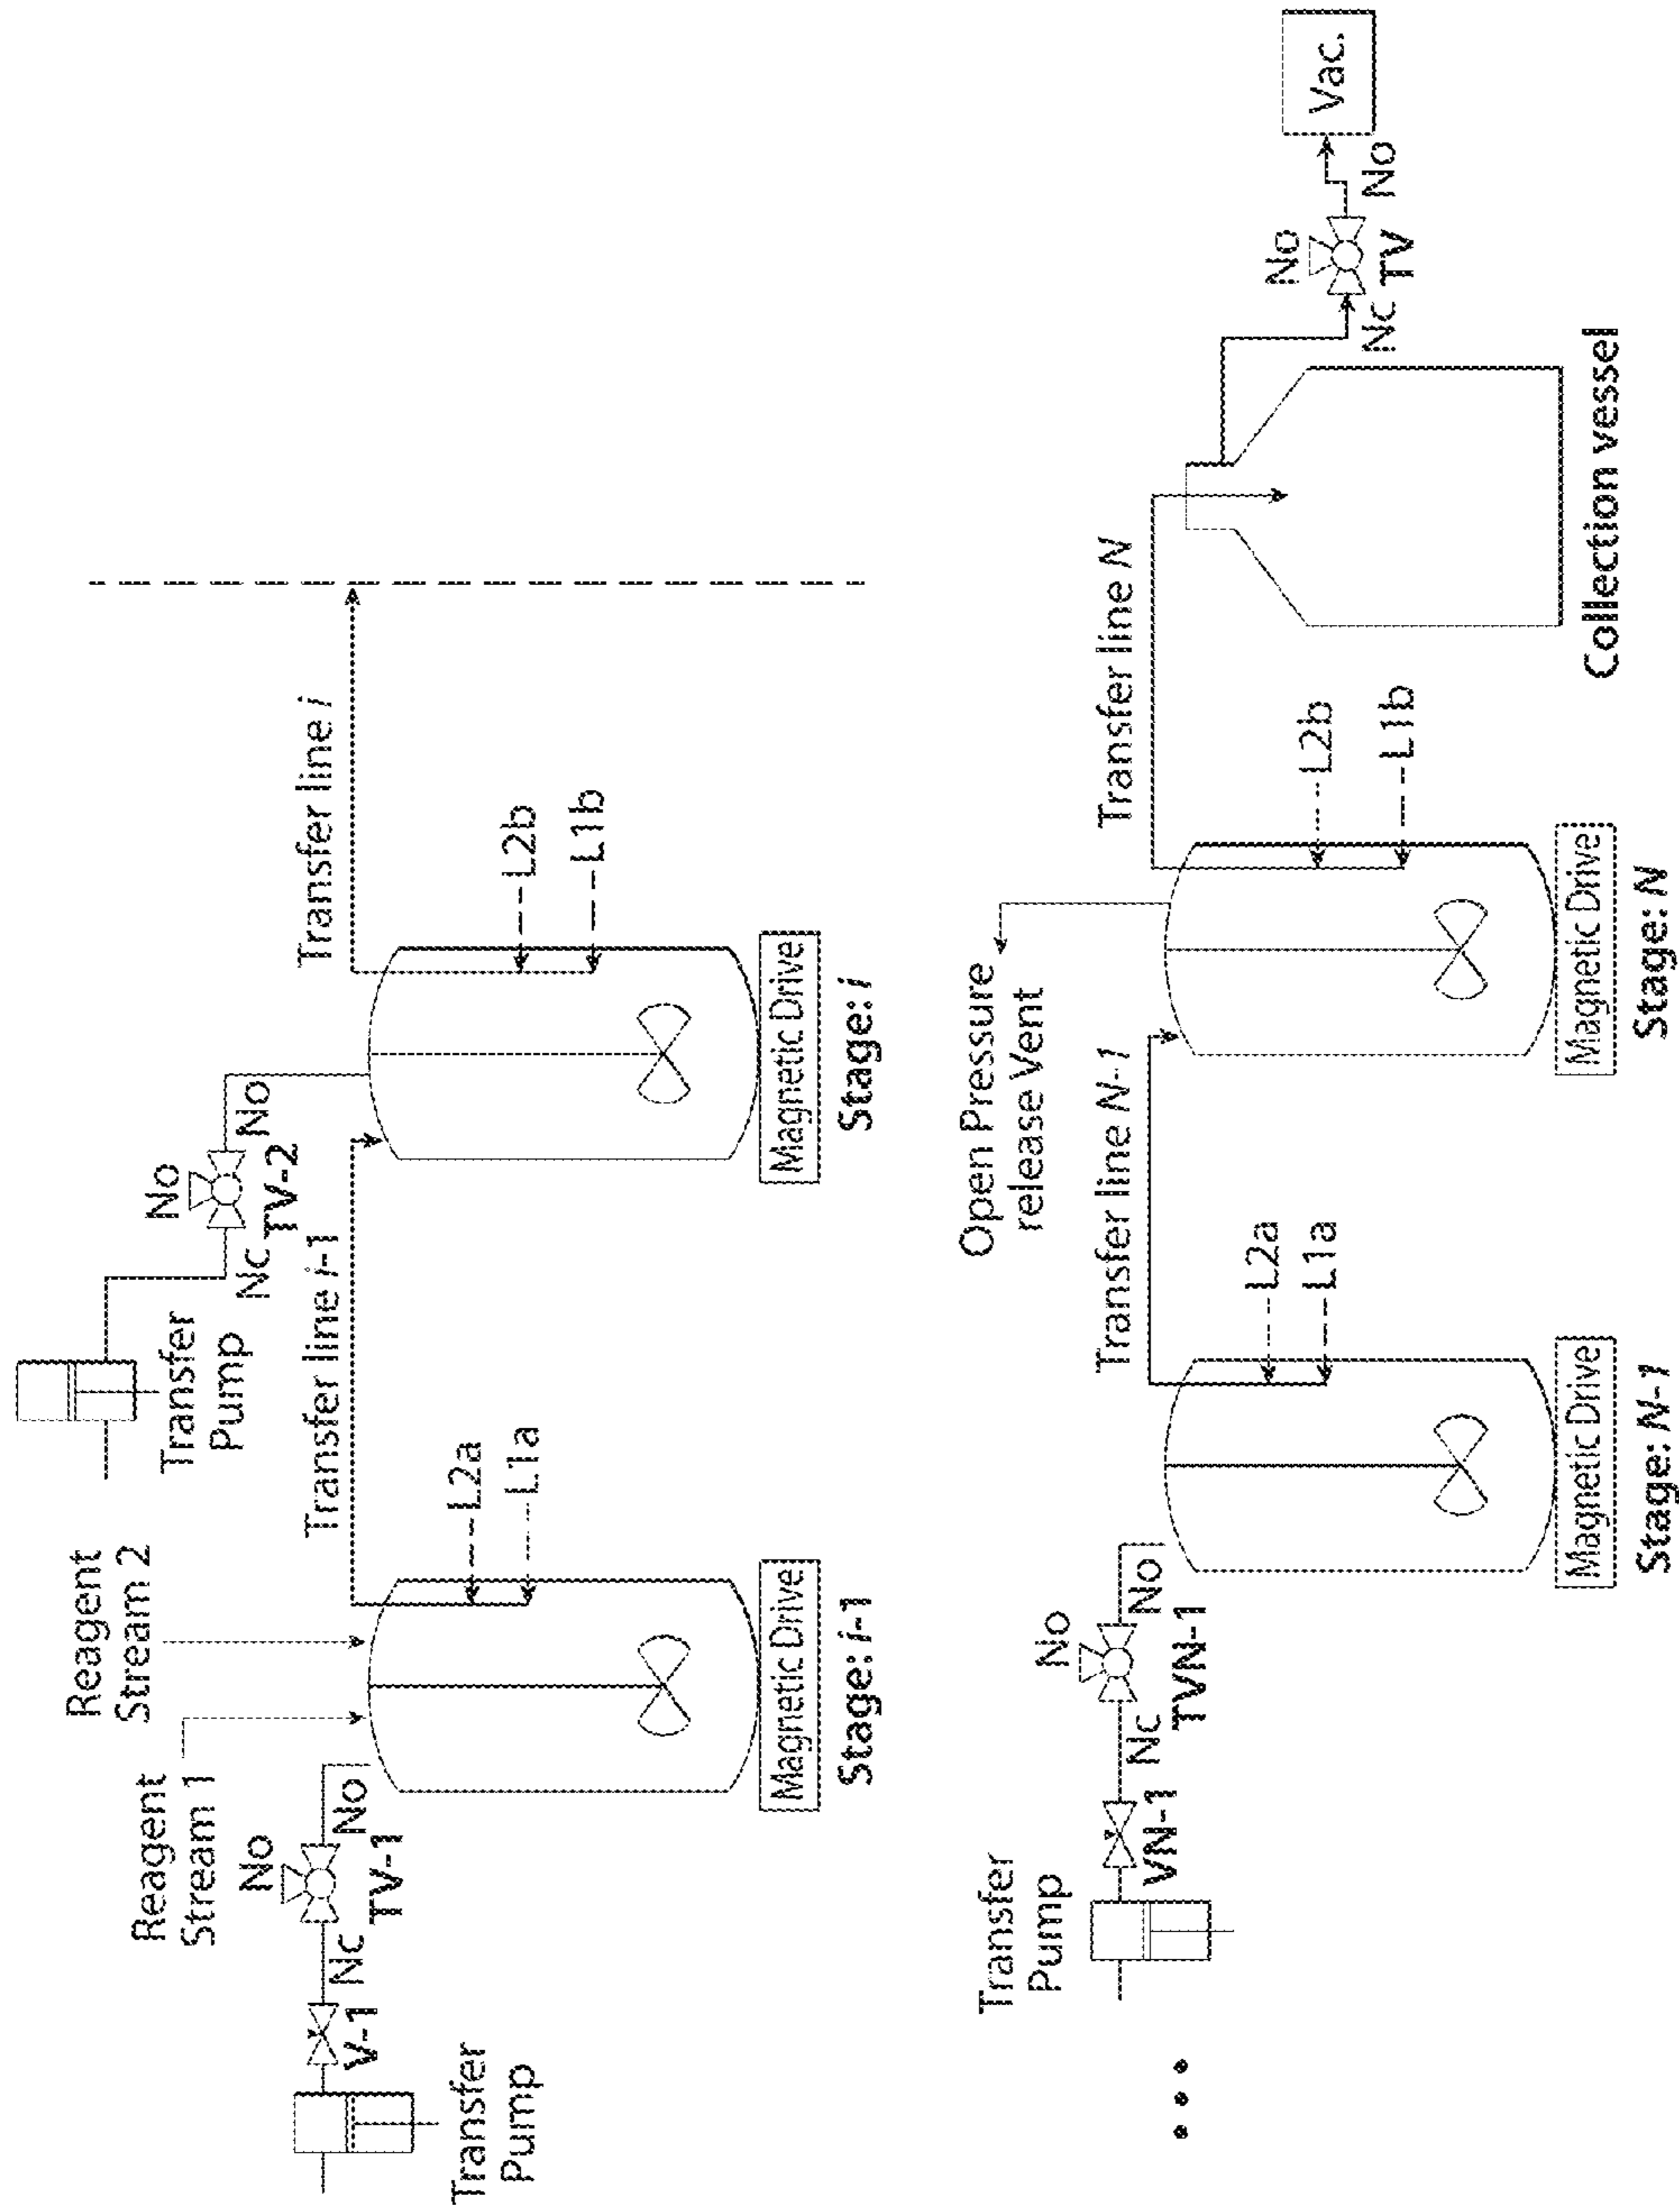 Reagent
Stream 1
Reagent
Stream 2
Transfer
Pump
V-1
Nc
No
No
TV-1
Transfer line i-1
L2a
L1a
Magnetic Drive
Stage: i-1
Transfer
Pump
Nc
No
No
TV-2
Transfer line i
L2b
L1b
Magnetic Drive
Stage: i
Transfer
Pump
VN-1
Nc
No
No
TVN-1
Transfer line N-1
L2a
L1a
Magnetic Drive
Stage: N-1
Open Pressure
release Vent
Transfer line N
L2b
L1b
Magnetic Drive
Stage: N
Collection vessel
Nc
No
No
TV
Vac.